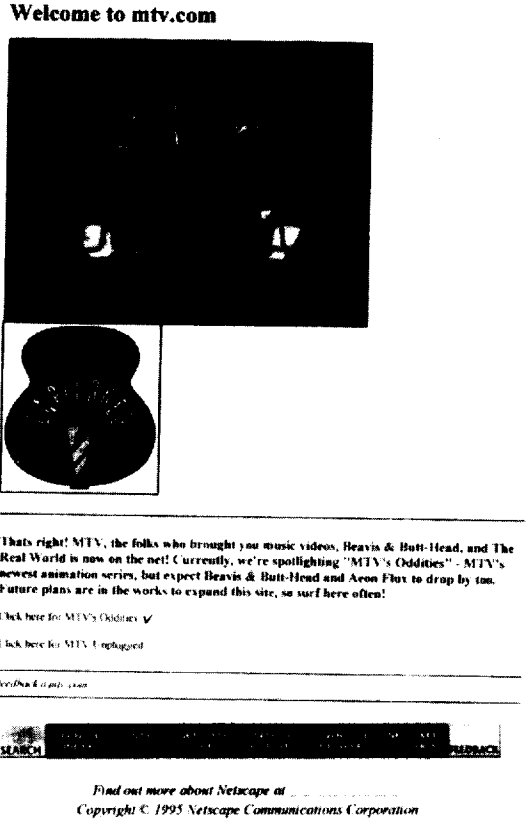 Welcome to mtv.com
Thats right! MTV, the folks who brought you music videos, Beavis & Butt-Head, and The
Real World is now on the net! Currently, we're spotlighting "MTV's Oddities" - MTV's
newest animation series, but expect Beavis & Butt-Head and Aeon Flux to drop by too.
Future plans are in the works to expand this site, so surf here often!
Click here for MTV's Oddities ✓
Click here for MTV Unplugged
feedback@mtv.com
SEARCH
FEEDBACK
Find out more about Netscape at
Copyright © 1995 Netscape Communications Corporation